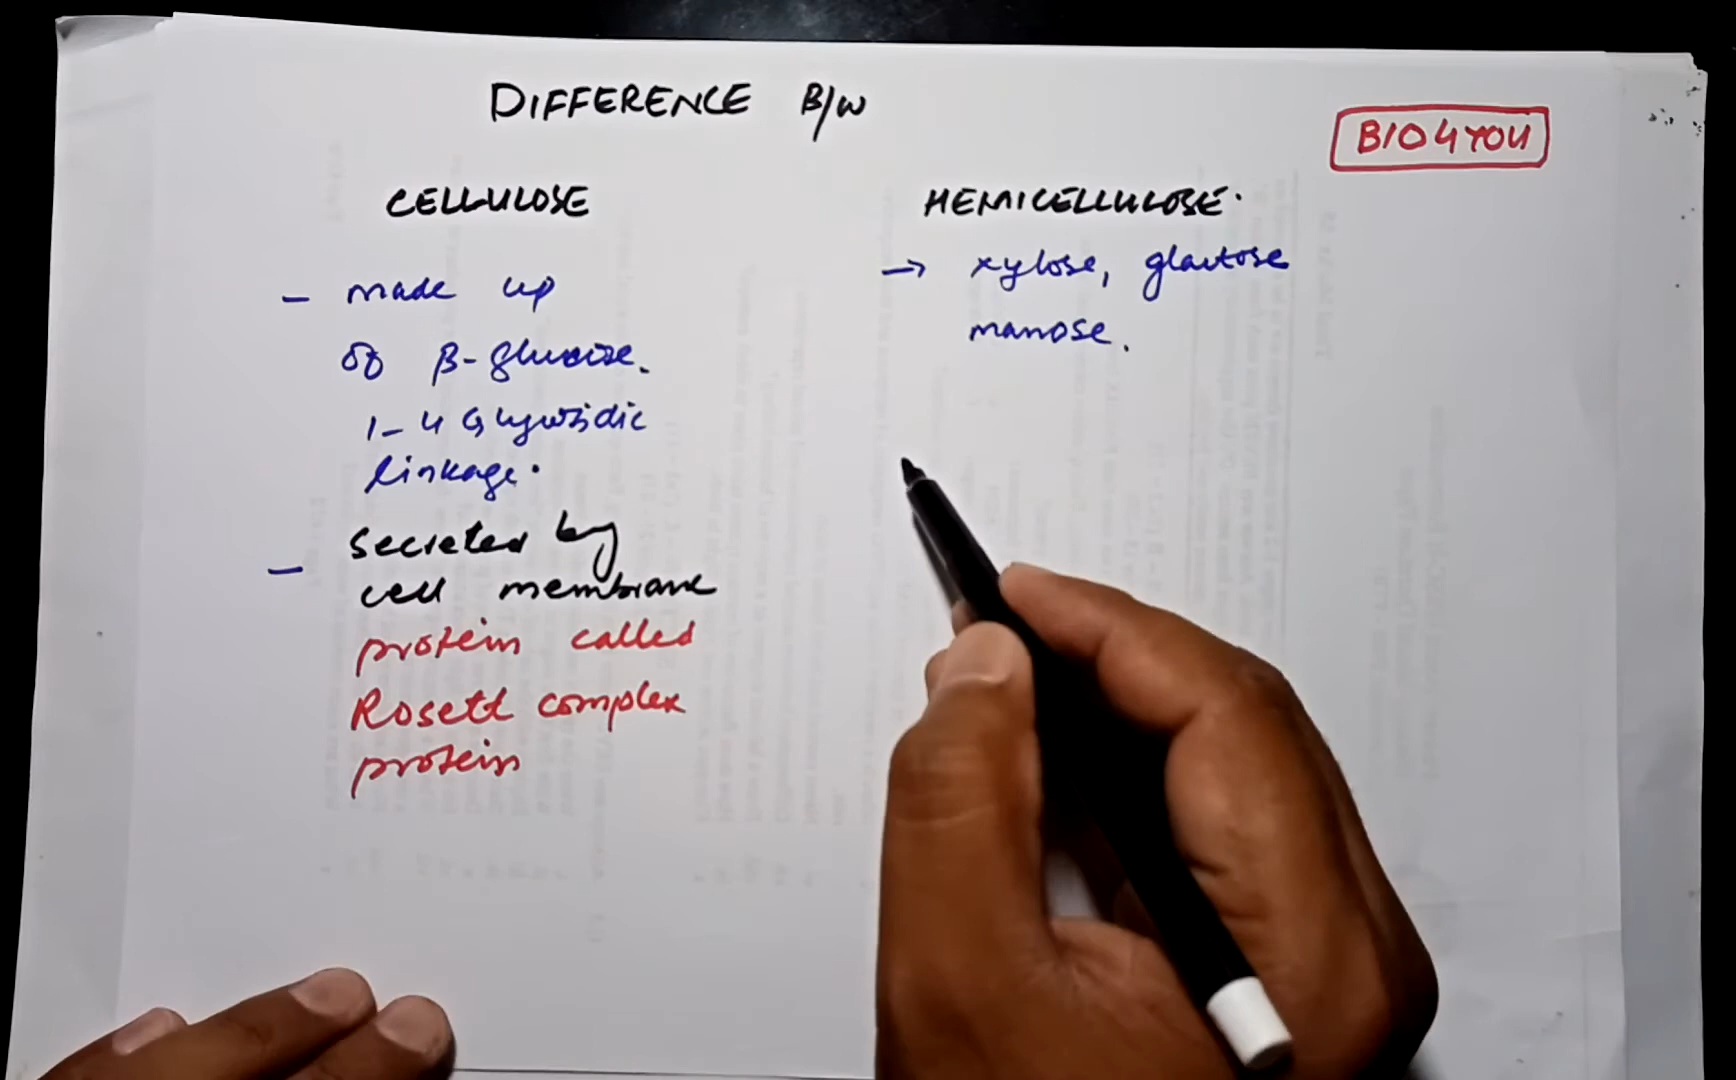 DIFFERENCE B/W
BIO4YOU
CELLULOSE
- made up
of β-glucose.
1-4 Glycosidic
linkage.
- secreted by
cell membrane
protein called
Rosett complex
protein
HEMICELLULOSE.
→ xylose, glactose
manose.